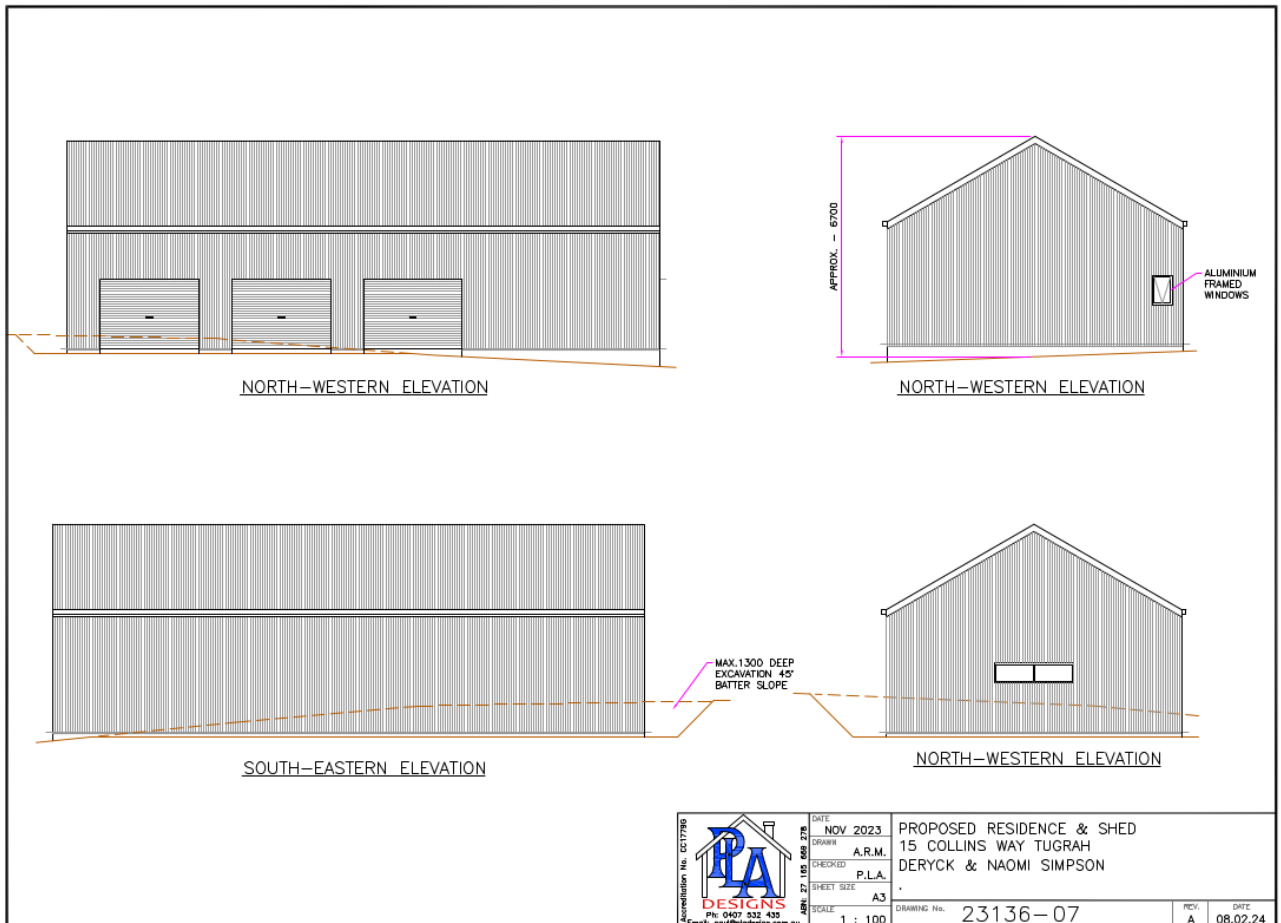 APPROX. - 6700
ALUMINIUM
FRAMED
WINDOWS
NORTH-WESTERN ELEVATION
NORTH-WESTERN ELEVATION
MAX.1300 DEEP
EXCAVATION 45°
BATTER SLOPE
SOUTH-EASTERN ELEVATION
NORTH-WESTERN ELEVATION
Accreditation No. CC1779G
PLA
DESIGNS
Ph: 0407 532 435
ABN: 27 165 668 278
DATE
NOV 2023
DRAWN
A.R.M.
CHECKED
P.L.A.
SHEET SIZE
A3
SCALE
1 : 100
PROPOSED RESIDENCE & SHED
15 COLLINS WAY TUGRAH
DERYCK & NAOMI SIMPSON
.
DRAWING No. 23136-07
REV.
A
DATE
08.02.24